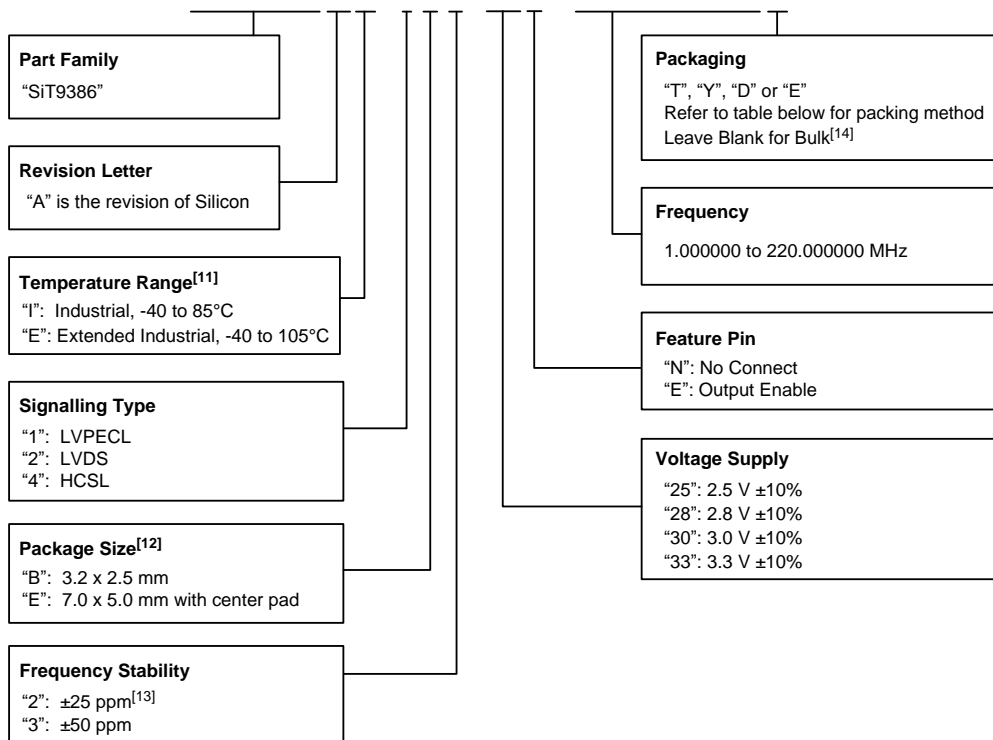 Part Family
“SiT9386”
Revision Letter
“A” is the revision of Silicon
Temperature Range[11]
“I”: Industrial, -40 to 85°C
“E”: Extended Industrial, -40 to 105°C
Signalling Type
“1”: LVPECL
“2”: LVDS
“4”: HCSL
Package Size[12]
“B”: 3.2 x 2.5 mm
“E”: 7.0 x 5.0 mm with center pad
Frequency Stability
“2”: ±25 ppm[13]
“3”: ±50 ppm
Packaging
“T”, “Y”, “D” or “E”
Refer to table below for packing method
Leave Blank for Bulk[14]
Frequency
1.000000 to 220.000000 MHz
Feature Pin
“N”: No Connect
“E”: Output Enable
Voltage Supply
“25”: 2.5 V ±10%
“28”: 2.8 V ±10%
“30”: 3.0 V ±10%
“33”: 3.3 V ±10%